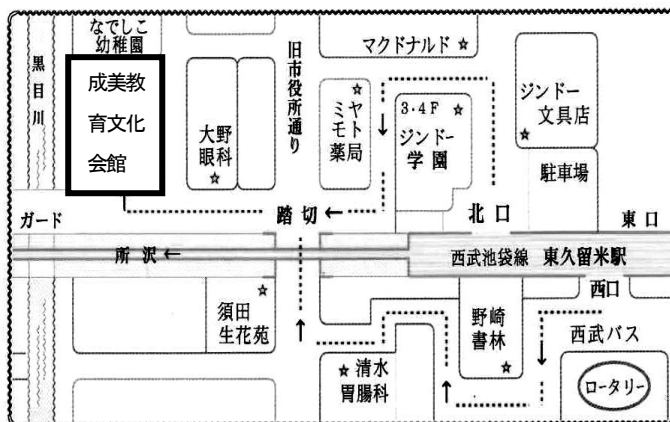 なでしこ
幼稚園
黒目川
成美教
育文化
会館
旧市役所通り
大野
眼科
☆
マクドナルド ☆
☆
ミヤモト
薬局
3・4F ☆
ジンドー
学園
ジンドー
文具店
☆
駐車場
ガード
踏切 ←
北口
東口
所沢 ←
西武池袋線 東久留米駅
西口
☆
須田
生花苑
☆ 清水
胃腸科
野崎
書林
☆
西武バス
ロータリー